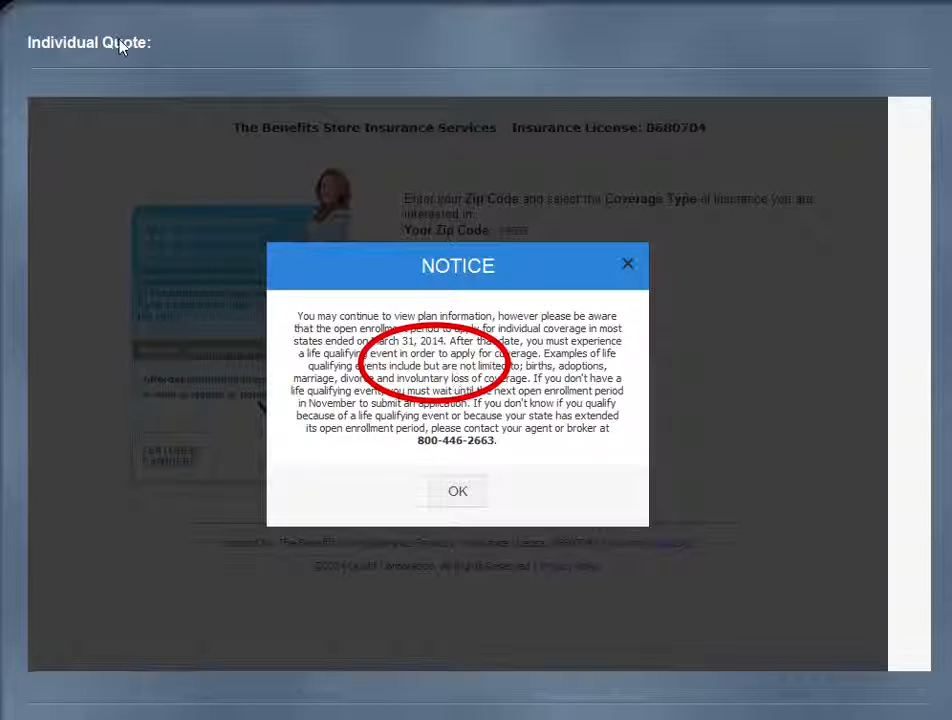 Individual Quote:
The Benefits Store Insurance Services Insurance License: 0680704
Enter your Zip Code and select the Coverage Type of insurance you are
interested in.
Your Zip Code
NOTICE
You may continue to view plan information, however please be aware
that the open enrollment period to apply for individual coverage in most
states ended on March 31, 2014. After that date, you must experience
a life qualifying event in order to apply for coverage. Examples of life
qualifying events include but are not limited to; births, adoptions,
marriage, divorce and involuntary loss of coverage. If you don't have a
life qualifying event, you must wait until the next open enrollment period
in November to submit an application. If you don't know if you qualify
because of a life qualifying event or because your state has extended
its open enrollment period, please contact your agent or broker at
800-446-2663.
OK
Corporation. All Rights Reserved | Privacy Policy